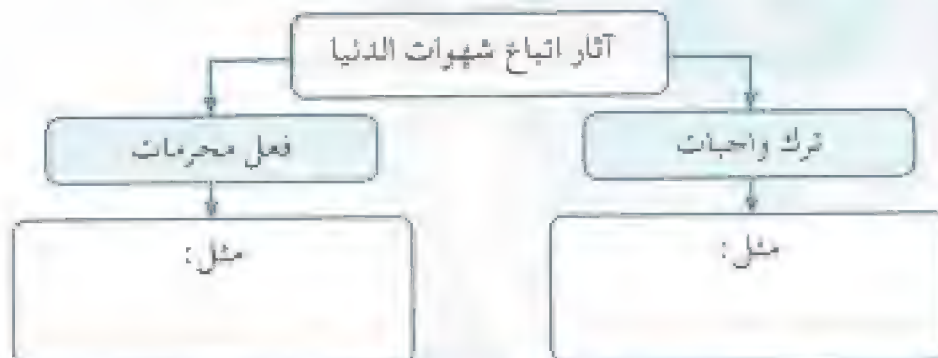 آثار اتباع شهوات الدنيا
ترك واجبات
فعل محرمات
مثل:
مثل: